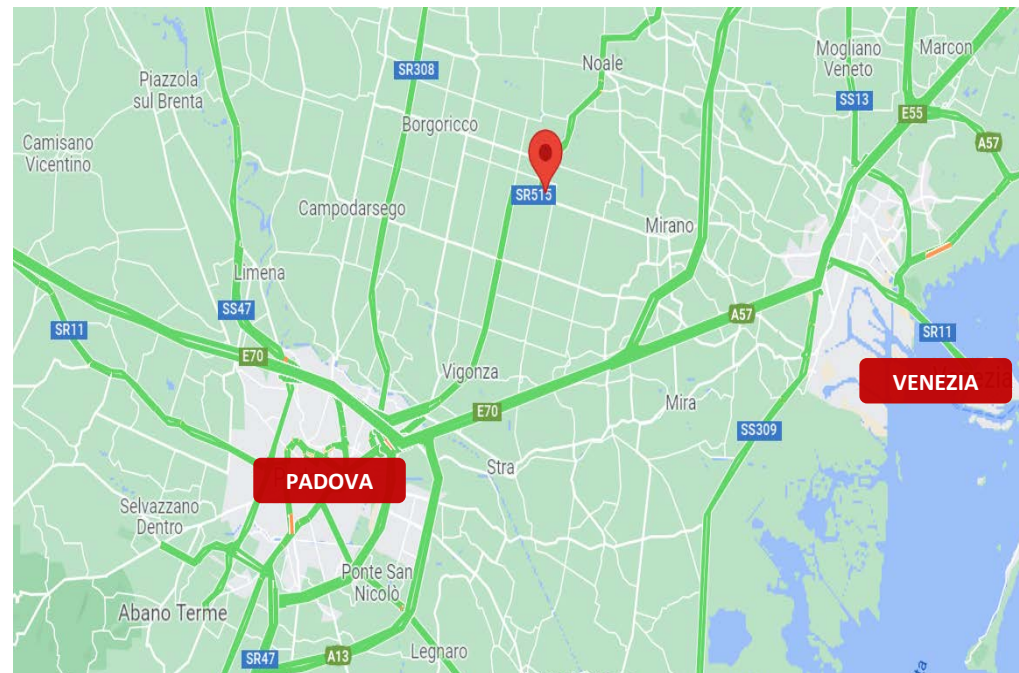 Noale
Mogliano
Veneto
Marcon
SR308
Piazzola
sul Brenta
SS13
E55
Borgoricco
Camisano
Vicentino
A57
SR515
Campodarsego
Mirano
Limena
SS47
A57
SR11
SR11
E70
Vigonza
VENEZIA
Mira
E70
SS309
Stra
PADOVA
Selvazzano
Dentro
Ponte San
Nicolò
Abano Terme
Legnaro
SR47
A13